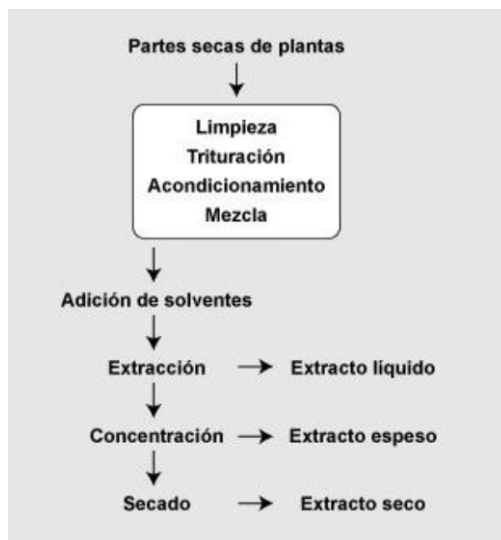 Partes secas de plantas
Limpieza
Trituración
Acondicionamiento
Mezcla
Adición de solventes
Extracción
Extracto líquido
Concentración
Extracto espeso
Secado
Extracto seco